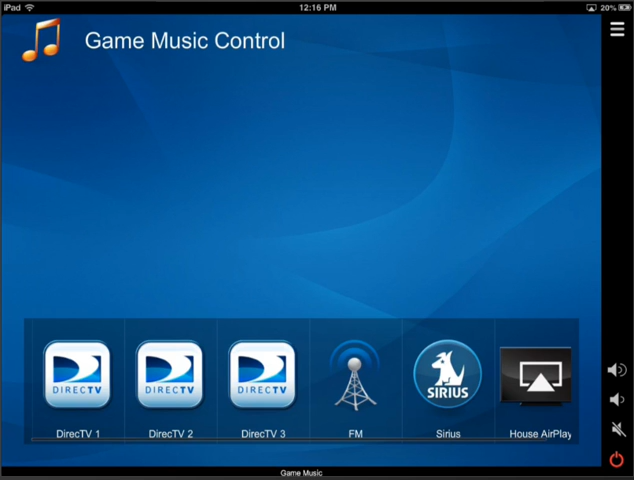 iPad 12:16 PM 20%
Game Music Control
DIRECTV DIRECTV DIRECTV SIRIUS
DirecTV 1 DirecTV 2 DirecTV 3 FM Sirius House AirPlay
Game Music